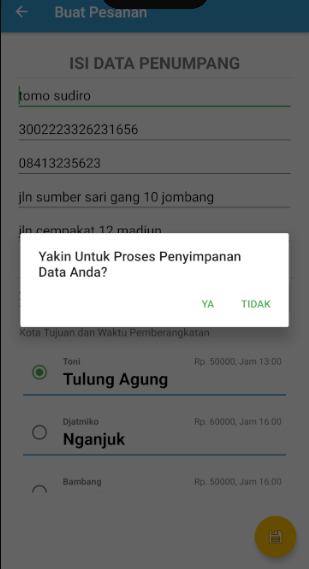 Buat Pesanan
ISI DATA PENUMPANG
tomo sudiro
3002223326231656
08413235623
jln sumber sari gang 10 jombang
jln cempakat 12 madiun
Yakin Untuk Proses Penyimpanan
Data Anda?
YA TIDAK
Kota Tujuan dan Waktu Pemberangkatan
Toni Rp. 50000, Jam 13:00
Tulung Agung
Djatmiko Rp. 60000, Jam 16:00
Nganjuk
Bambang Rp. 50000, Jam 16:00